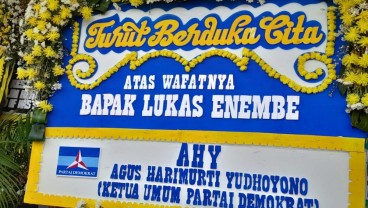 Turut Berduka Cita
ATAS WAFATNYA
BAPAK LUKAS ENEMBE
AHY
AGUS HARIMURTI YUDHOYONO
(KETUA UMUM PARTAI DEMOKRAT)
PARTAI DEMOKRAT